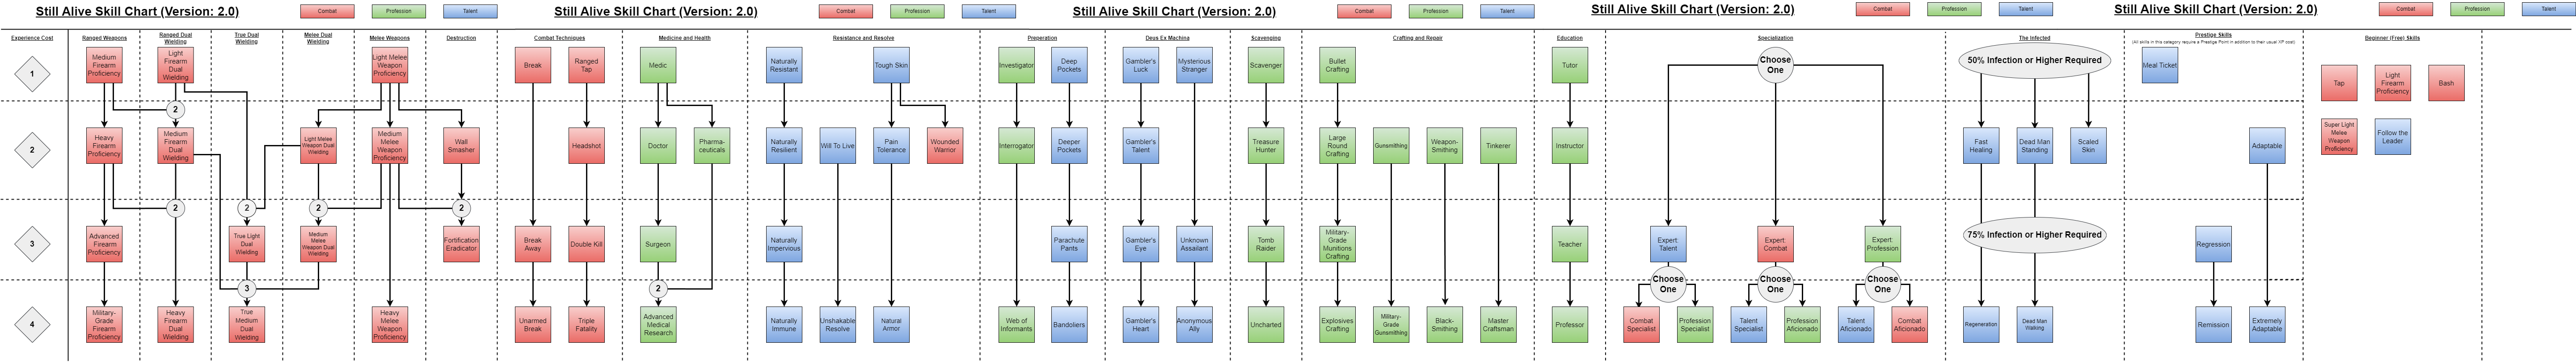 Still Alive Skill Chart (Version: 2.0)
Combat
Profession
Talent
Still Alive Skill Chart (Version: 2.0)
Combat
Profession
Talent
Still Alive Skill Chart (Version: 2.0)
Combat
Profession
Talent
Still Alive Skill Chart (Version: 2.0)
Combat
Profession
Talent
Still Alive Skill Chart (Version: 2.0)
Combat
Profession
Talent
Experience Cost
Ranged Weapons
Ranged Dual
Wielding
True Dual
Wielding
Melee Dual
Wielding
Melee Weapons
Destruction
Combat Techniques
Medicine and Health
Resistance and Resolve
Preperation
Deus Ex Machina
Scavenging
Crafting and Repair
Education
Specialization
The Infected
Prestige Skills
(All skills in this category require a Prestige Point in addition to their usual XP cost)
Beginner (Free) Skills
1
Medium
Firearm
Proficiency
Light
Firearm
Dual
Wielding
Light Melee
Weapon
Proficiency
Break
Ranged
Tap
Medic
Naturally
Resistant
Tough Skin
Investigator
Deep
Pockets
Gambler's
Luck
Mysterious
Stranger
Scavenger
Bullet
Crafting
Tutor
Choose
One
50% Infection or Higher Required
Meal Ticket
Tap
Light
Firearm
Proficiency
Bash
2
2
Heavy
Firearm
Proficiency
Medium
Firearm
Dual
Wielding
Light Melee
Weapon Dual
Wielding
Medium
Melee
Weapon
Proficiency
Wall
Smasher
Headshot
Doctor
Pharma-
ceuticals
Naturally
Resilient
Will To Live
Pain
Tolerance
Wounded
Warrior
Interrogator
Deeper
Pockets
Gambler's
Talent
Treasure
Hunter
Large
Round
Crafting
Gunsmithing
Weapon-
Smithing
Tinkerer
Instructor
Fast
Healing
Dead Man
Standing
Scaled
Skin
Adaptable
Super Light
Melee
Weapon
Proficiency
Follow the
Leader
2
2
2
2
3
Advanced
Firearm
Proficiency
True Light
Dual
Wielding
Medium
Melee
Weapon Dual
Wielding
Fortification
Eradicator
Break
Away
Double Kill
Surgeon
Naturally
Impervious
Parachute
Pants
Gambler's
Eye
Unknown
Assailant
Tomb
Raider
Military-
Grade
Munitions
Crafting
Teacher
Expert:
Talent
Expert:
Combat
Expert:
Profession
75% Infection or Higher Required
Regression
3
2
Choose
One
Choose
One
Choose
One
4
Military-
Grade
Firearm
Proficiency
Heavy
Firearm
Dual
Wielding
True
Medium
Dual
Wielding
Heavy
Melee
Weapon
Proficiency
Unarmed
Break
Triple
Fatality
Advanced
Medical
Research
Naturally
Immune
Unshakable
Resolve
Natural
Armor
Web of
Informants
Bandoliers
Gambler's
Heart
Anonymous
Ally
Uncharted
Explosives
Crafting
Military-
Grade
Gunsmithing
Black-
Smithing
Master
Craftsman
Professor
Combat
Specialist
Profession
Specialist
Talent
Specialist
Profession
Aficionado
Talent
Aficionado
Combat
Aficionado
Regeneration
Dead Man
Walking
Remission
Extremely
Adaptable